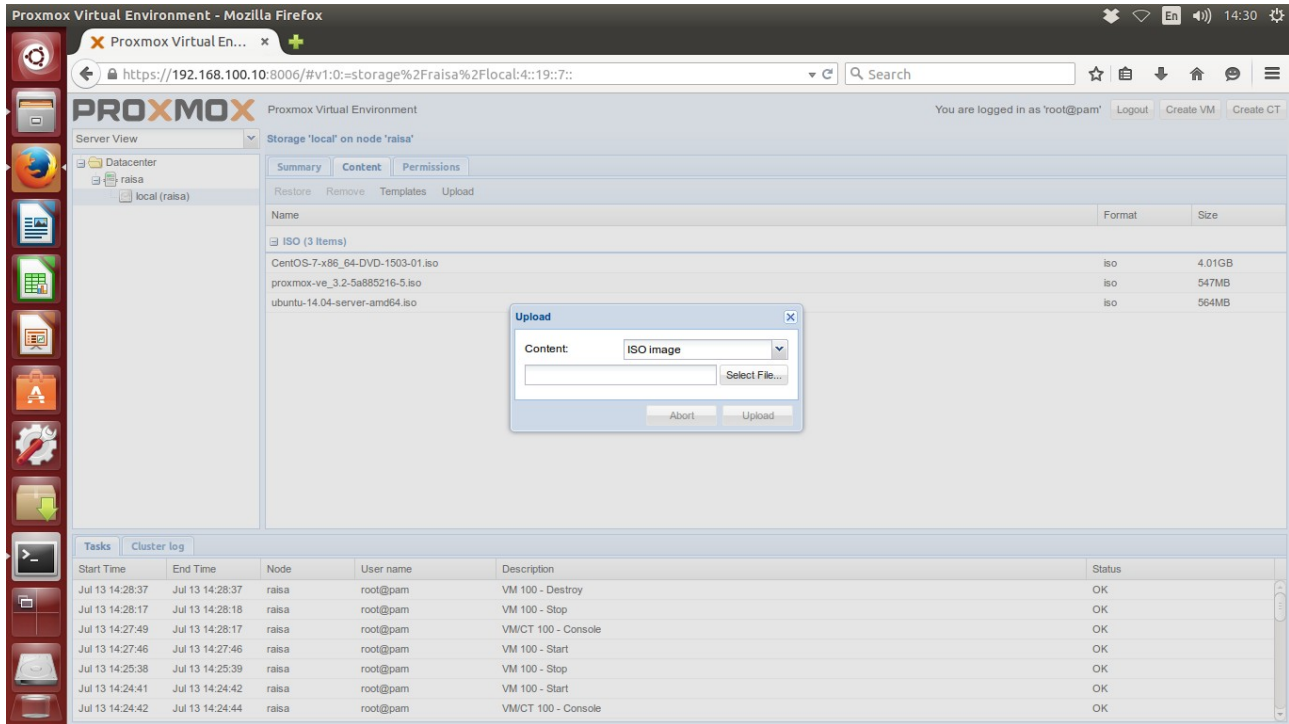 Proxmox Virtual Environment - Mozilla Firefox
En
14:30
Proxmox Virtual En...
https://192.168.100.10:8006/#v1:0:=storage%2Fraisa%2Flocal:4::19::7::
Search
PROXMOX Proxmox Virtual Environment
You are logged in as 'root@pam' Logout Create VM Create CT
Server View
Storage 'local' on node 'raisa'
Datacenter
raisa
local (raisa)
Summary Content Permissions
Restore Remove Templates Upload
Name Format Size
ISO (3 Items)
CentOS-7-x86_64-DVD-1503-01.iso iso 4.01GB
proxmox-ve_3.2-5a885216-5.iso iso 547MB
ubuntu-14.04-server-amd64.iso iso 564MB
Upload
Content: ISO image
Select File...
Abort Upload
Tasks Cluster log
Start Time End Time Node User name Description Status
Jul 13 14:28:37 Jul 13 14:28:37 raisa root@pam VM 100 - Destroy OK
Jul 13 14:28:17 Jul 13 14:28:18 raisa root@pam VM 100 - Stop OK
Jul 13 14:27:49 Jul 13 14:28:17 raisa root@pam VM/CT 100 - Console OK
Jul 13 14:27:46 Jul 13 14:27:46 raisa root@pam VM 100 - Start OK
Jul 13 14:25:38 Jul 13 14:25:39 raisa root@pam VM 100 - Stop OK
Jul 13 14:24:41 Jul 13 14:24:42 raisa root@pam VM 100 - Start OK
Jul 13 14:24:42 Jul 13 14:24:44 raisa root@pam VM/CT 100 - Console OK